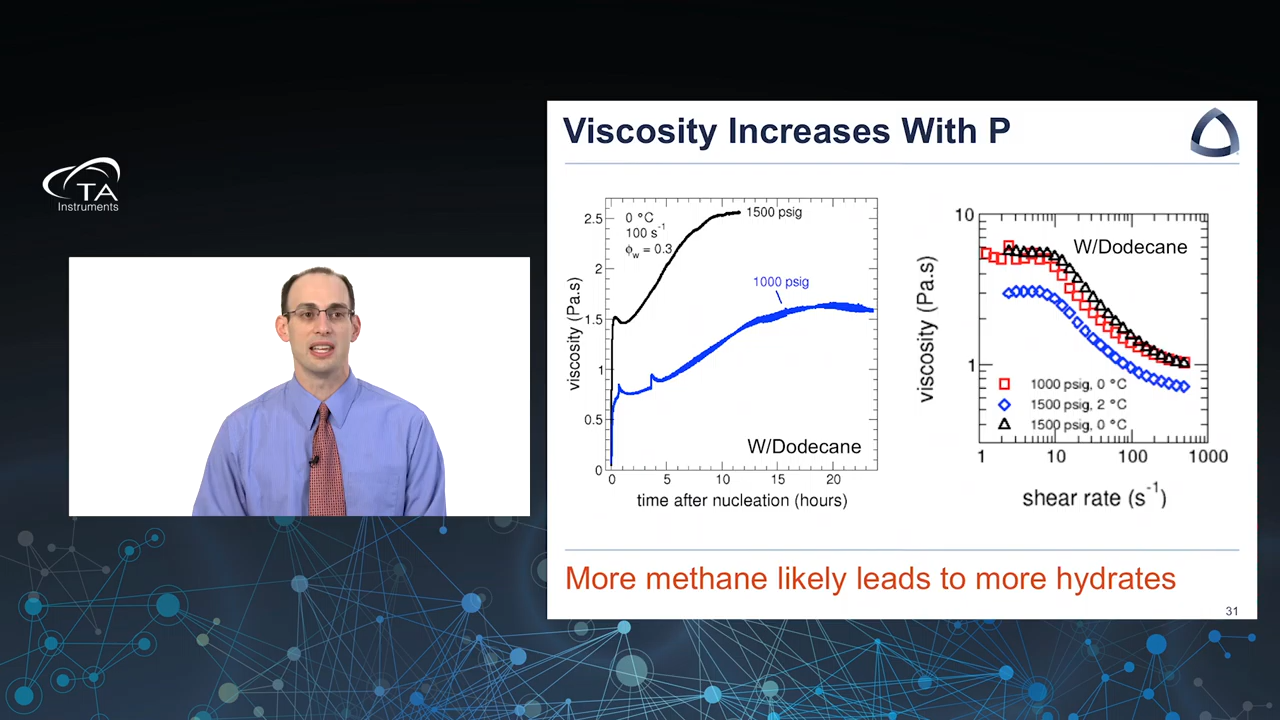 TA
Instruments
Viscosity Increases With P
viscosity (Pa.s)
2.5
2
1.5
1
0.5
0
0 °C
100 s⁻¹
ϕw = 0.3
1500 psig
1000 psig
W/Dodecane
0 5 10 15 20
time after nucleation (hours)
viscosity (Pa.s)
10
1
W/Dodecane
1000 psig, 0 °C
1500 psig, 2 °C
1500 psig, 0 °C
1 10 100 1000
shear rate (s⁻¹)
More methane likely leads to more hydrates
31